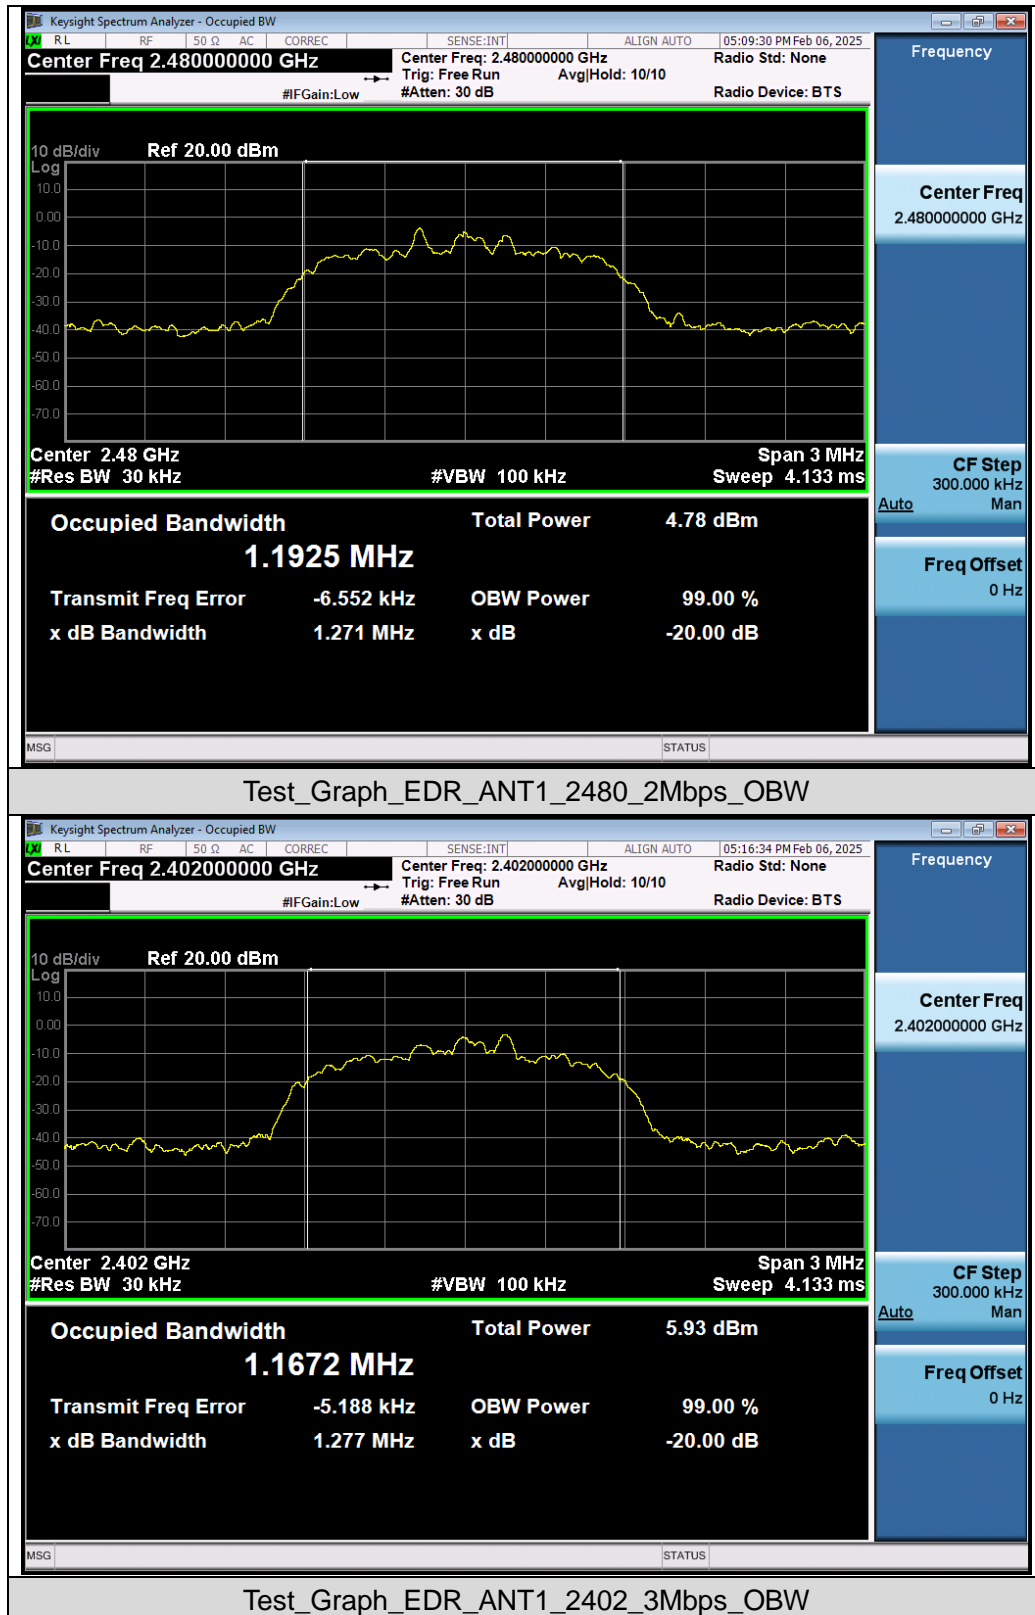 Keysight Spectrum Analyzer - Occupied BW
LXI RL RF 50 Ω AC CORREC SENSE:INT ALIGN AUTO 05:09:30 PM Feb 06, 2025
Center Freq 2.480000000 GHz
Center Freq: 2.480000000 GHz
Radio Std: None
Trig: Free Run Avg|Hold: 10/10
#IFGain:Low
#Atten: 30 dB
Radio Device: BTS
Frequency
10 dB/div Ref 20.00 dBm
Log
10.0
0.00
-10.0
-20.0
-30.0
-40.0
-50.0
-60.0
-70.0
Center Freq
2.480000000 GHz
Center 2.48 GHz Span 3 MHz
#Res BW 30 kHz #VBW 100 kHz Sweep 4.133 ms
CF Step
300.000 kHz
Auto Man
Occupied Bandwidth Total Power 4.78 dBm
1.1925 MHz
Freq Offset
0 Hz
Transmit Freq Error -6.552 kHz OBW Power 99.00 %
x dB Bandwidth 1.271 MHz x dB -20.00 dB
MSG STATUS
Test_Graph_EDR_ANT1_2480_2Mbps_OBW
Keysight Spectrum Analyzer - Occupied BW
LXI RL RF 50 Ω AC CORREC SENSE:INT ALIGN AUTO 05:16:34 PM Feb 06, 2025
Center Freq 2.402000000 GHz
Center Freq: 2.402000000 GHz
Radio Std: None
Trig: Free Run Avg|Hold: 10/10
#IFGain:Low
#Atten: 30 dB
Radio Device: BTS
Frequency
10 dB/div Ref 20.00 dBm
Log
10.0
0.00
-10.0
-20.0
-30.0
-40.0
-50.0
-60.0
-70.0
Center Freq
2.402000000 GHz
Center 2.402 GHz Span 3 MHz
#Res BW 30 kHz #VBW 100 kHz Sweep 4.133 ms
CF Step
300.000 kHz
Auto Man
Occupied Bandwidth Total Power 5.93 dBm
1.1672 MHz
Freq Offset
0 Hz
Transmit Freq Error -5.188 kHz OBW Power 99.00 %
x dB Bandwidth 1.277 MHz x dB -20.00 dB
MSG STATUS
Test_Graph_EDR_ANT1_2402_3Mbps_OBW